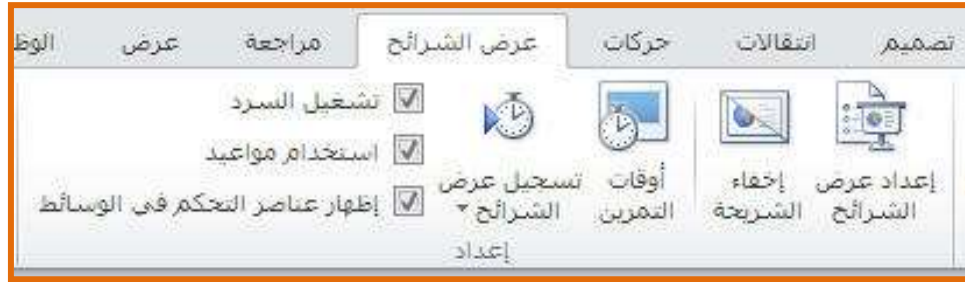 تصميم انتقالات حركات عرض الشرائح مراجعة عرض
إعداد عرض الشرائح
إخفاء الشريحة
أوقات التمرين
تسجيل عرض الشرائح
تشغيل السرد
استخدام مواعيد
إظهار عناصر التحكم في الوسائط
إعداد